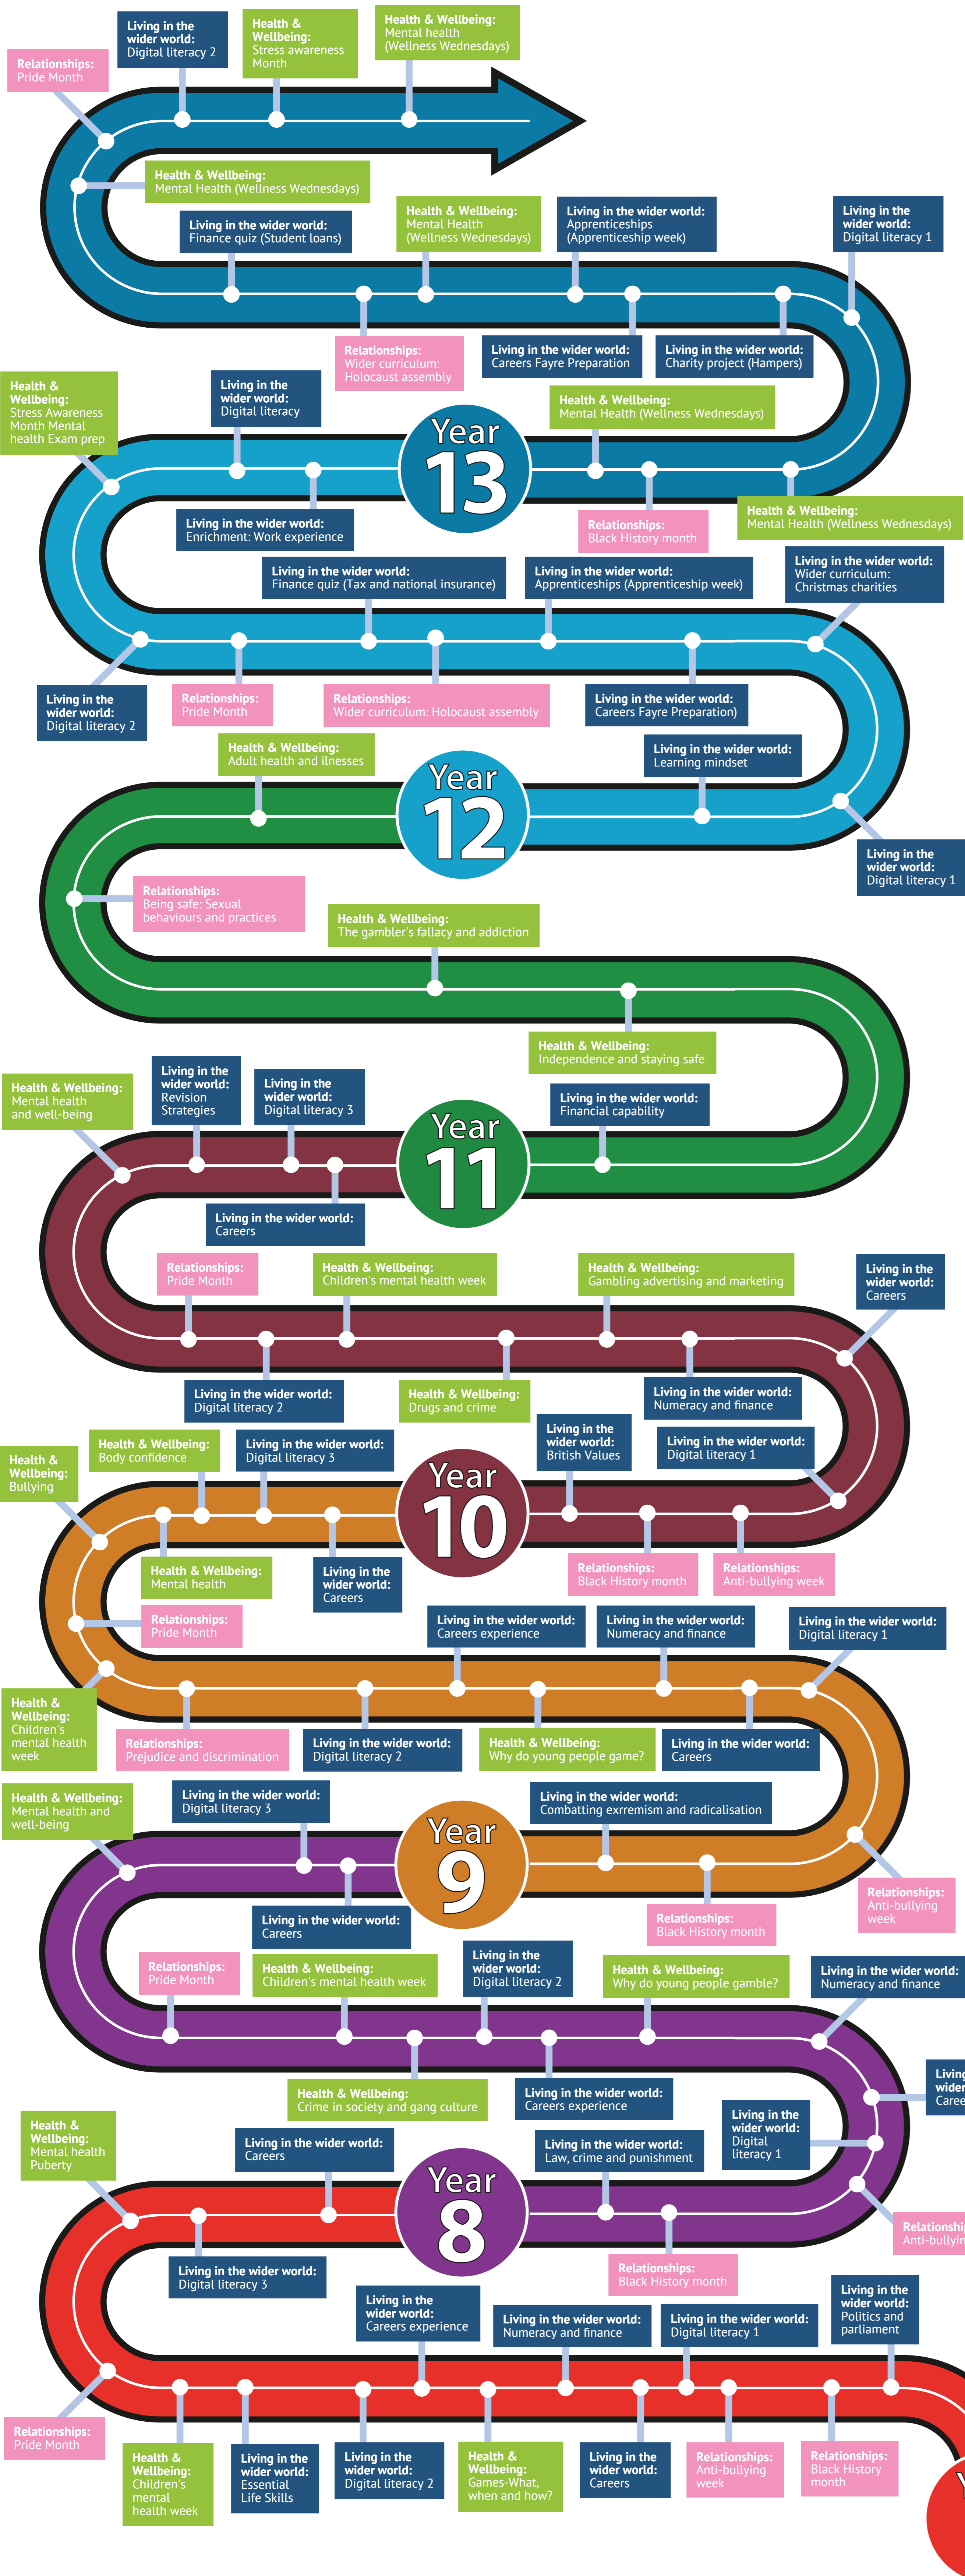 Living in the
wider world:
Digital literacy 2
Health &
Wellbeing:
Stress awareness
Month
Health & Wellbeing:
Mental health
(Wellness Wednesdays)
Relationships:
Pride Month
Health & Wellbeing:
Mental Health (Wellness Wednesdays)
Living in the wider world:
Finance quiz (Student loans)
Health & Wellbeing:
Mental Health
(Wellness Wednesdays)
Living in the wider world:
Apprenticeships
(Apprenticeship week)
Living in the
wider world:
Digital literacy 1
Relationships:
Wider curriculum:
Holocaust assembly
Living in the wider world:
Careers Fayre Preparation
Living in the wider world:
Charity project (Hampers)
Health &
Wellbeing:
Stress Awareness
Month Mental
health Exam prep
Living in the
wider world:
Digital literacy
Health & Wellbeing:
Mental Health (Wellness Wednesdays)
Year
13
Living in the wider world:
Enrichment: Work experience
Relationships:
Black History month
Health & Wellbeing:
Mental Health (Wellness Wednesdays)
Living in the wider world:
Finance quiz (Tax and national insurance)
Living in the wider world:
Apprenticeships (Apprenticeship week)
Living in the wider world:
Wider curriculum:
Christmas charities
Living in the
wider world:
Digital literacy 2
Relationships:
Pride Month
Relationships:
Wider curriculum: Holocaust assembly
Living in the wider world:
Careers Fayre Preparation)
Health & Wellbeing:
Adult health and ilnesses
Living in the wider world:
Learning mindset
Year
12
Living in the
wider world:
Digital literacy 1
Relationships:
Being safe: Sexual
behaviours and practices
Health & Wellbeing:
The gambler's fallacy and addiction
Health & Wellbeing:
Independence and staying safe
Health & Wellbeing:
Mental health
and well-being
Living in the
wider world:
Revision
Strategies
Living in the
wider world:
Digital literacy 3
Living in the wider world:
Financial capability
Year
11
Living in the wider world:
Careers
Relationships:
Pride Month
Health & Wellbeing:
Children's mental health week
Health & Wellbeing:
Gambling advertising and marketing
Living in the
wider world:
Careers
Living in the wider world:
Digital literacy 2
Health & Wellbeing:
Drugs and crime
Living in the wider world:
Numeracy and finance
Health &
Wellbeing:
Bullying
Health & Wellbeing:
Body confidence
Living in the wider world:
Digital literacy 3
Living in the
wider world:
British Values
Living in the wider world:
Digital literacy 1
Year
10
Health & Wellbeing:
Mental health
Living in the
wider world:
Careers
Relationships:
Black History month
Relationships:
Anti-bullying week
Relationships:
Pride Month
Living in the wider world:
Careers experience
Living in the wider world:
Numeracy and finance
Living in the wider world:
Digital literacy 1
Health &
Wellbeing:
Children's
mental health
week
Relationships:
Prejudice and discrimination
Living in the wider world:
Digital literacy 2
Health & Wellbeing:
Why do young people game?
Living in the wider world:
Careers
Health & Wellbeing:
Mental health and
well-being
Living in the wider world:
Digital literacy 3
Living in the wider world:
Combatting exrremism and radicalisation
Year
9
Living in the wider world:
Careers
Relationships:
Black History month
Relationships:
Anti-bullying
week
Relationships:
Pride Month
Health & Wellbeing:
Children's mental health week
Living in the
wider world:
Digital literacy 2
Health & Wellbeing:
Why do young people gamble?
Living in the wider world:
Numeracy and finance
Health & Wellbeing:
Crime in society and gang culture
Living in the wider world:
Careers experience
Living in the
wider world:
Digital
literacy 1
Health &
Wellbeing:
Mental health
Puberty
Living in the wider world:
Careers
Living in the wider world:
Law, crime and punishment
Year
8
Living in the wider world:
Digital literacy 3
Relationships:
Black History month
Living in the
wider world:
Careers experience
Living in the wider world:
Numeracy and finance
Living in the wider world:
Digital literacy 1
Living in the
wider world:
Politics and
parliament
Relationships:
Pride Month
Health &
Wellbeing:
Children's
mental
health week
Living in the
wider world:
Essential
Life Skills
Living in the
wider world:
Digital literacy 2
Health &
Wellbeing:
Games-What,
when and how?
Living in the
wider world:
Careers
Relationships:
Anti-bullying
week
Relationships:
Black History
month